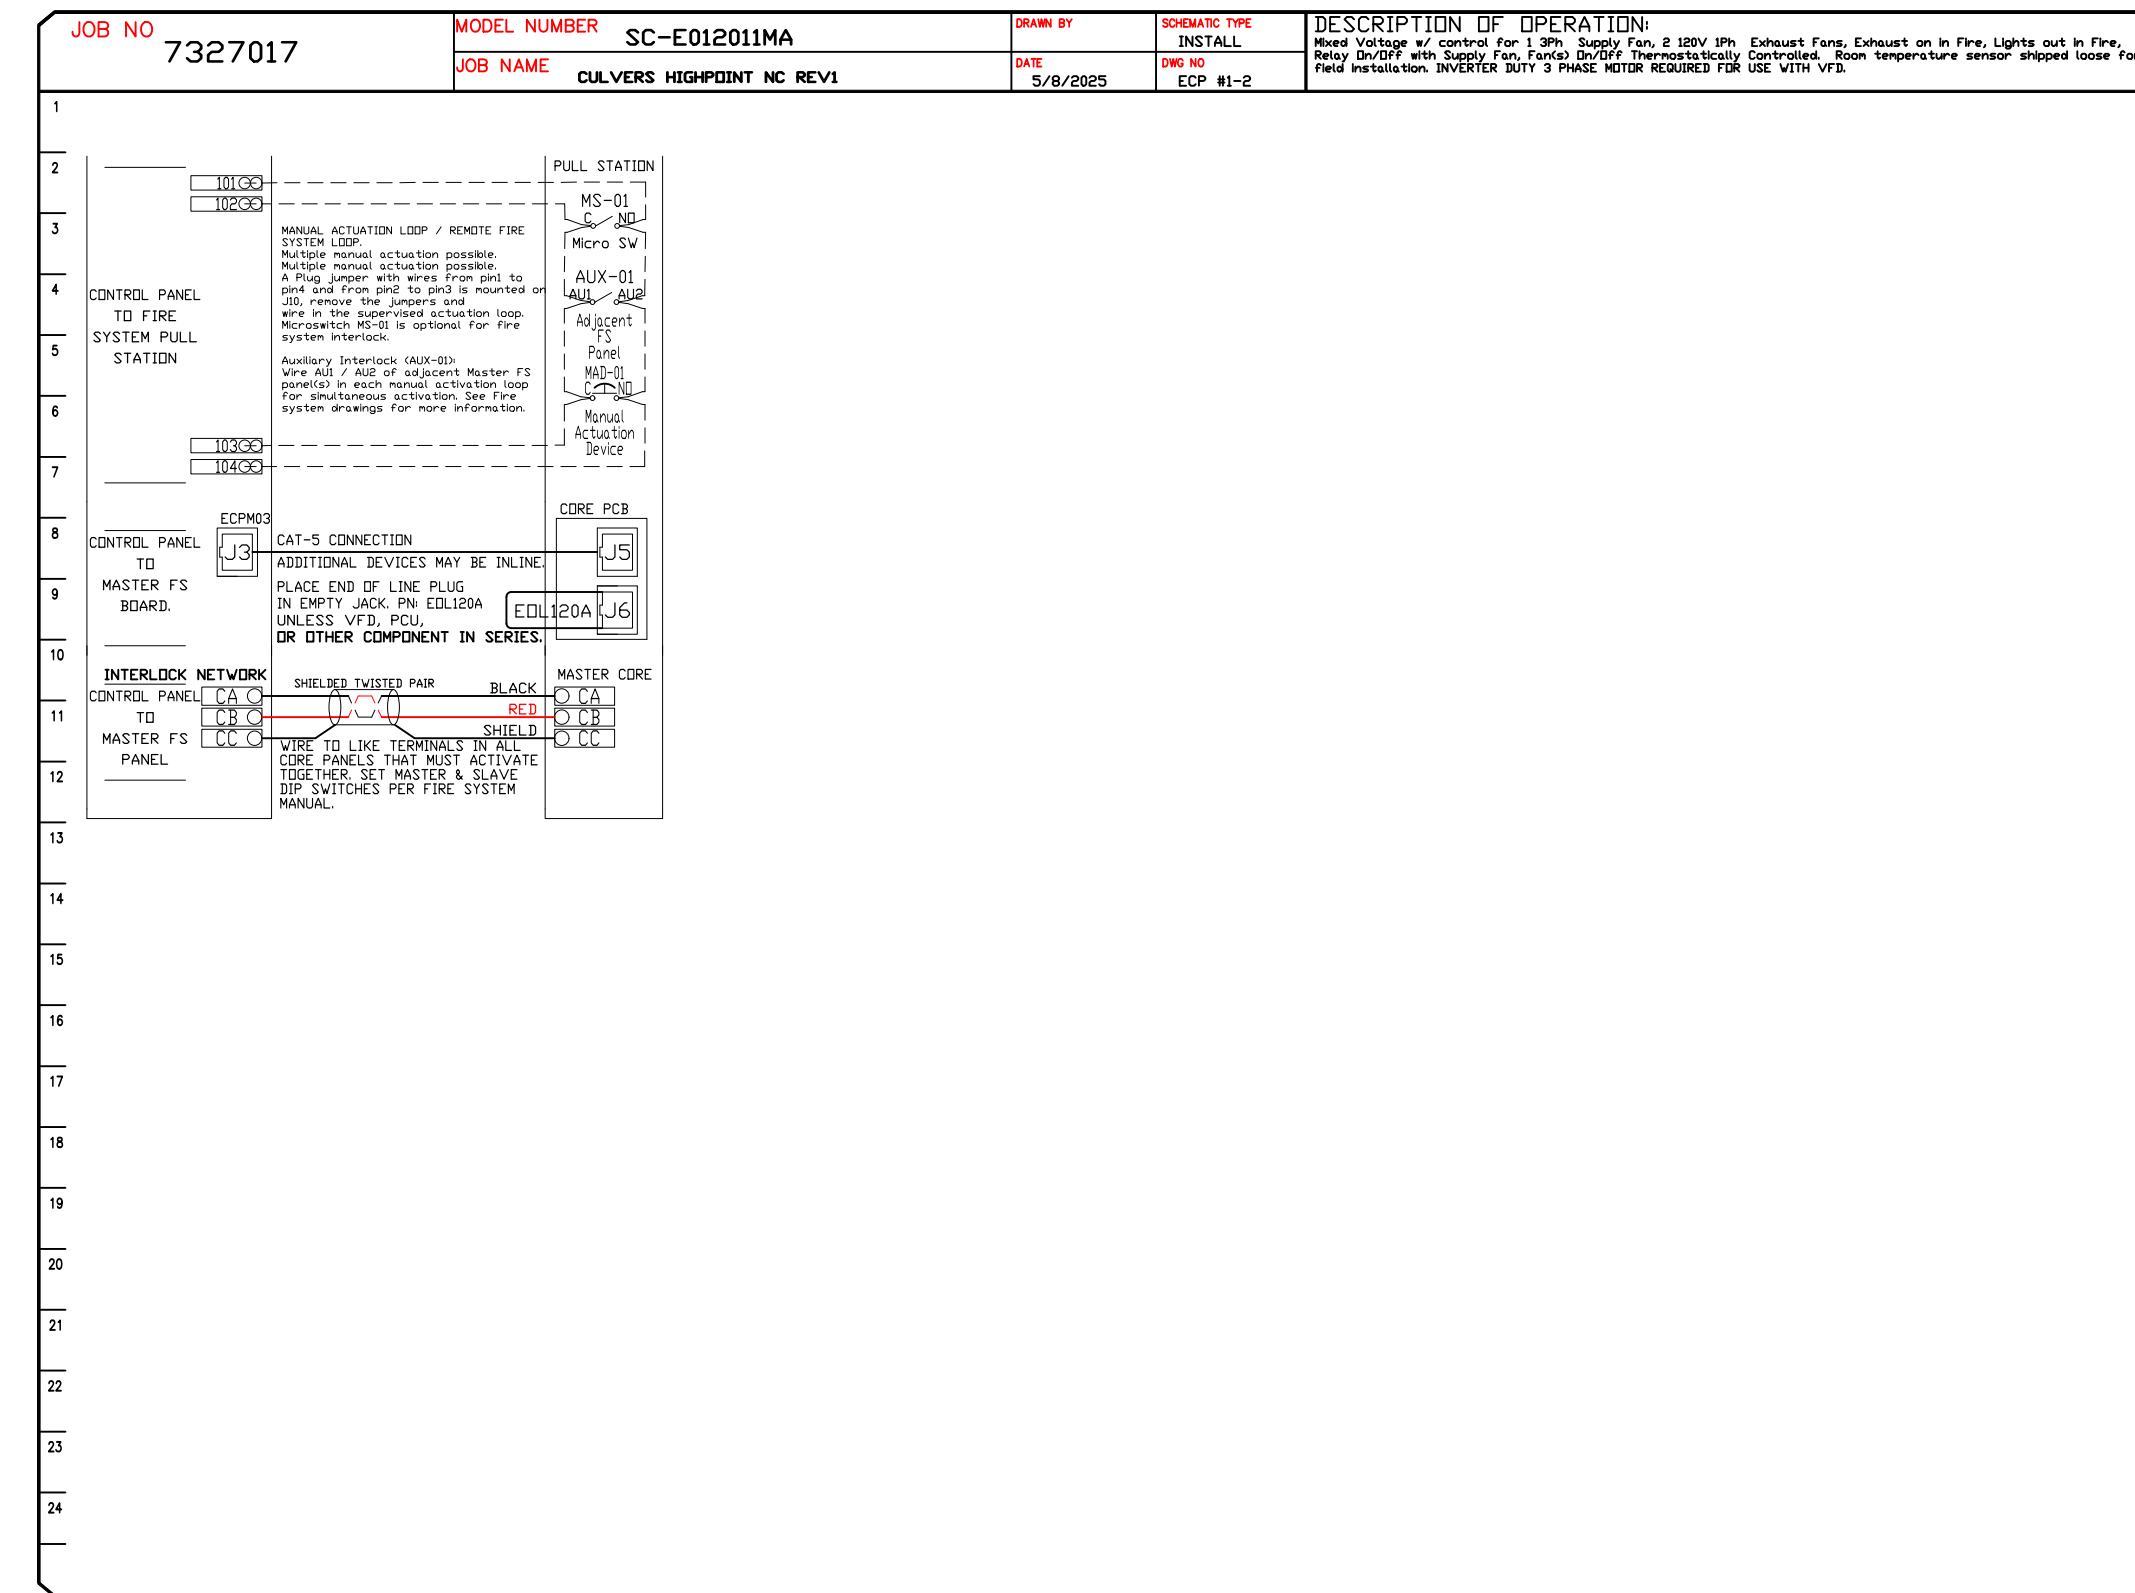 JOB NO
7327017
MODEL NUMBER
SC-E012011MA
JOB NAME
CULVERS HIGHPOINT NC REV1
DRAWN BY
DATE
5/8/2025
SCHEMATIC TYPE
INSTALL
DWG NO
ECP #1-2
DESCRIPTION OF OPERATION:
Mixed Voltage w/ control for 1 3Ph Supply Fan, 2 120V 1Ph Exhaust Fans, Exhaust on in Fire, Lights out in Fire,
Relay On/Off with Supply Fan, Fan(s) On/Off Thermostatically Controlled. Room temperature sensor shipped loose for
field installation. INVERTER DUTY 3 PHASE MOTOR REQUIRED FOR USE WITH VFD.
1
2
3
4
5
6
7
8
9
10
11
12
13
14
15
16
17
18
19
20
21
22
23
24
CONTROL PANEL
TO FIRE
SYSTEM PULL
STATION
101
102
103
104
MANUAL ACTUATION LOOP / REMOTE FIRE
SYSTEM LOOP.
Multiple manual actuation possible.
Multiple manual actuation possible.
A Plug jumper with wires from pin1 to
pin4 and from pin2 to pin3 is mounted on
J10, remove the jumpers and
wire in the supervised actuation loop.
Microswitch MS-01 is optional for fire
system interlock.
Auxiliary Interlock (AUX-01):
Wire AU1 / AU2 of adjacent Master FS
panel(s) in each manual activation loop
for simultaneous activation. See Fire
system drawings for more information.
PULL STATION
MS-01
C NO
Micro SW
AUX-01
AU1 AU2
Adjacent
FS
Panel
MAD-01
C NO
Manual
Actuation
Device
CONTROL PANEL
TO
MASTER FS
BOARD.
ECPM03
J3
CAT-5 CONNECTION
ADDITIONAL DEVICES MAY BE INLINE.
PLACE END OF LINE PLUG
IN EMPTY JACK. PN: EOL120A
UNLESS VFD, PCU,
OR OTHER COMPONENT IN SERIES.
CORE PCB
J5
EOL120A
J6
INTERLOCK NETWORK
CONTROL PANEL
TO
MASTER FS
PANEL
CA
CB
CC
SHIELDED TWISTED PAIR
BLACK
RED
SHIELD
WIRE TO LIKE TERMINALS IN ALL
CORE PANELS THAT MUST ACTIVATE
TOGETHER. SET MASTER & SLAVE
DIP SWITCHES PER FIRE SYSTEM
MANUAL.
MASTER CORE
CA
CB
CC